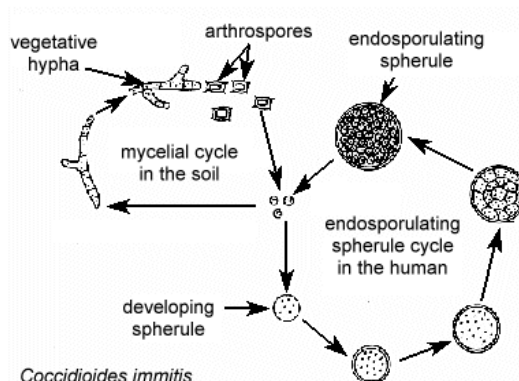 vegetative
hypha
arthrospores
endosporulating
spherule
mycelial cycle
in the soil
endosporulating
spherule cycle
in the human
developing
spherule
Coccidioides immitis